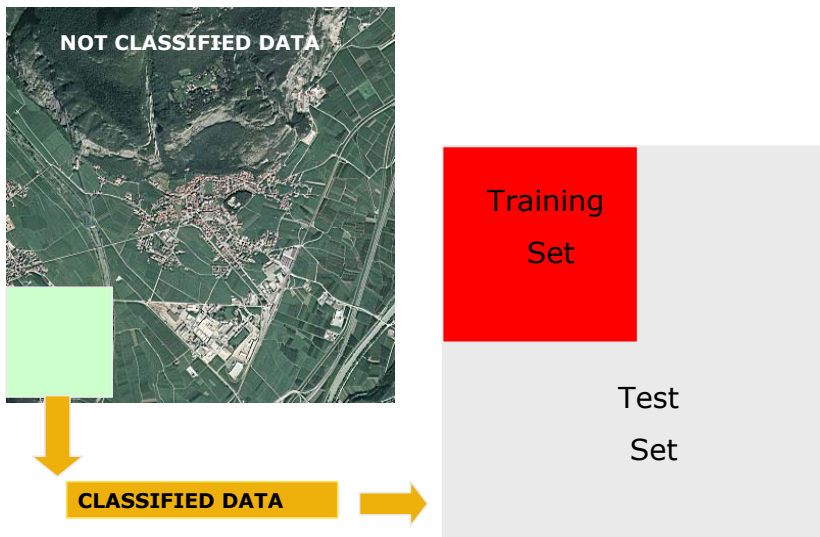 NOT CLASSIFIED DATA
Training
Set
Test
Set
CLASSIFIED DATA